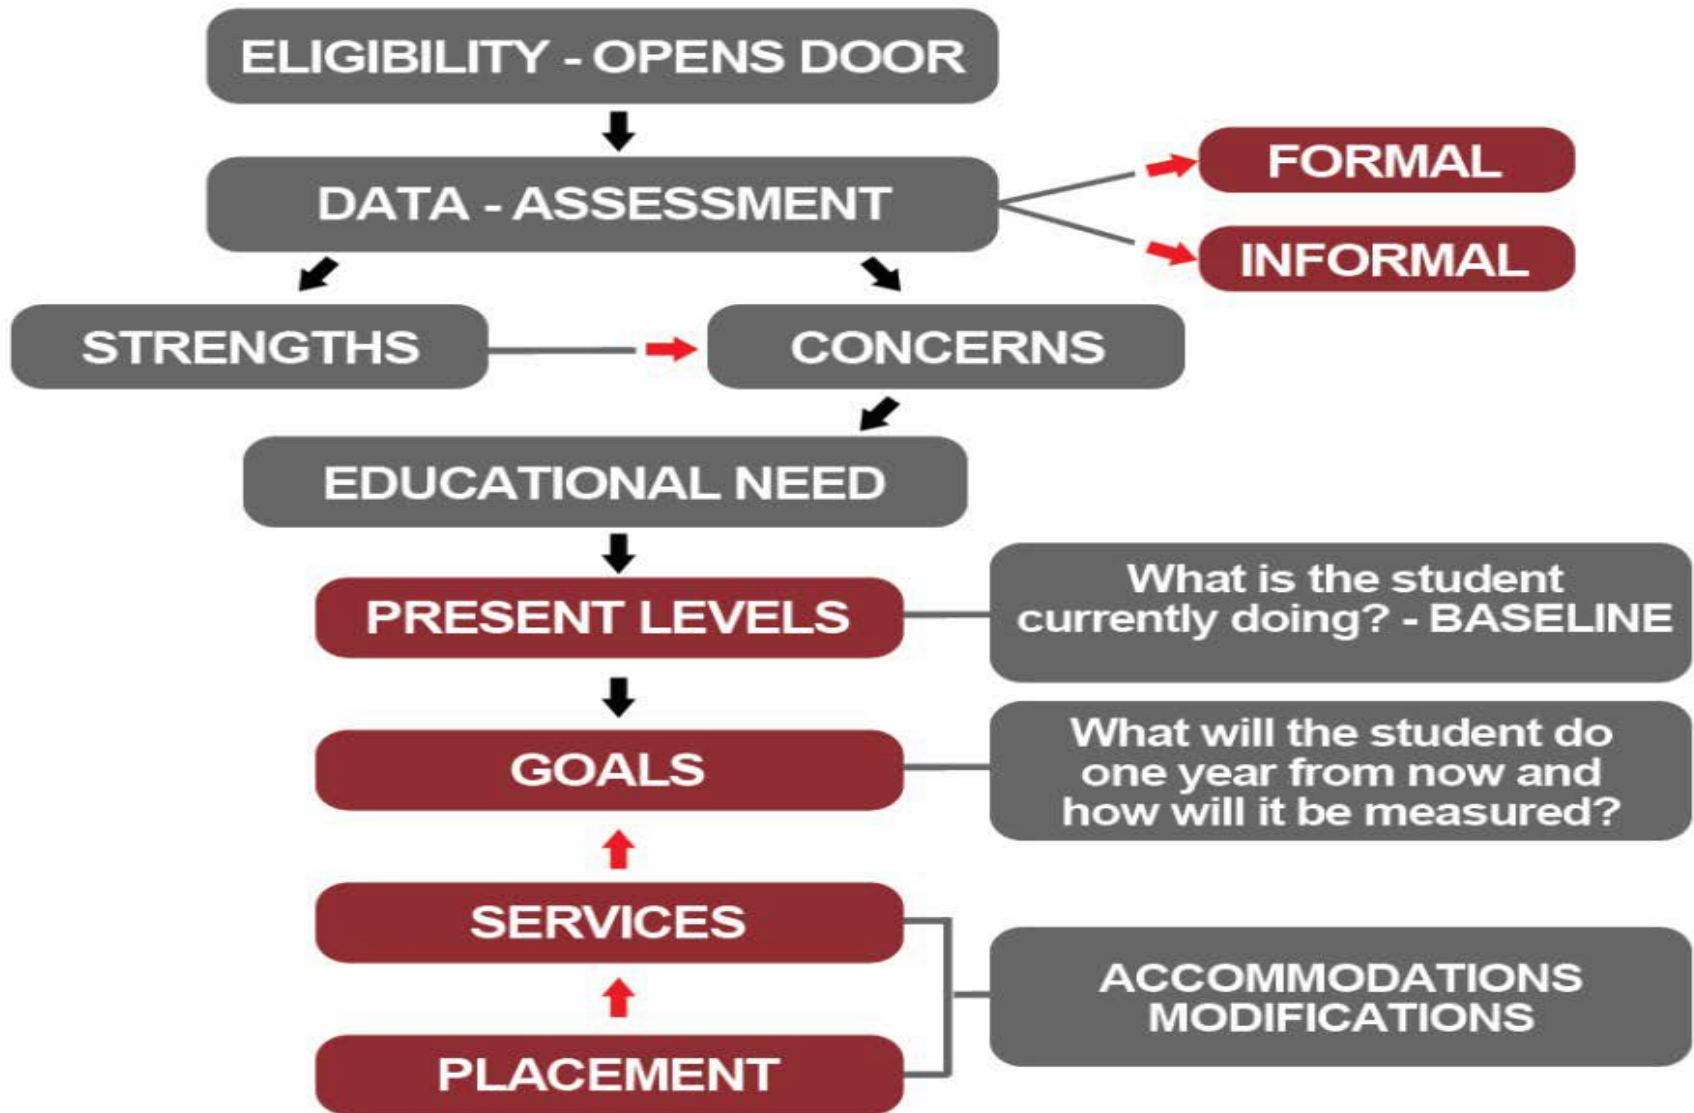 ELIGIBILITY - OPENS DOOR
DATA - ASSESSMENT
FORMAL
INFORMAL
STRENGTHS
CONCERNS
EDUCATIONAL NEED
PRESENT LEVELS
What is the student
currently doing? - BASELINE
GOALS
What will the student do
one year from now and
how will it be measured?
SERVICES
ACCOMMODATIONS
MODIFICATIONS
PLACEMENT